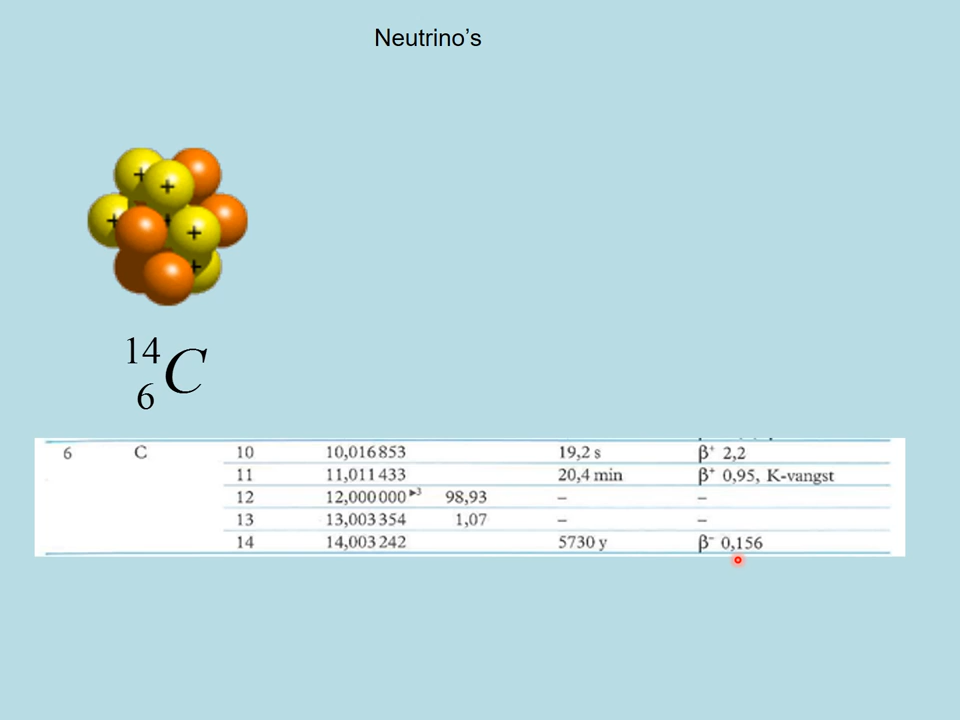 Neutrino's
+ +
+ +
+
14
6 C
6 C 10 10,016853 19,2 s β⁺ 2,2
11 11,011433 20,4 min β⁺ 0,95, K-vangst
12 12,000000 ▸3 98,93 – –
13 13,003354 1,07 – –
14 14,003242 5730 y β⁻ 0,156